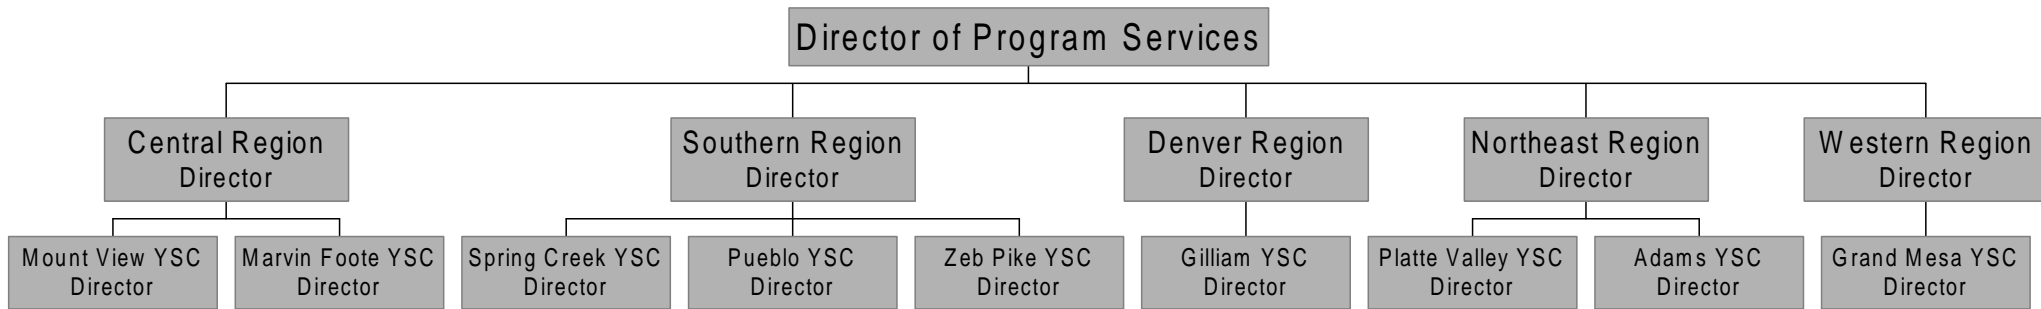 Director of Program Services
Central Region
Director
Southern Region
Director
Denver Region
Director
Northeast Region
Director
Western Region
Director
Mount View YSC
Director
Marvin Foote YSC
Director
Spring Creek YSC
Director
Pueblo YSC
Director
Zeb Pike YSC
Director
Gilliam YSC
Director
Platte Valley YSC
Director
Adams YSC
Director
Grand Mesa YSC
Director